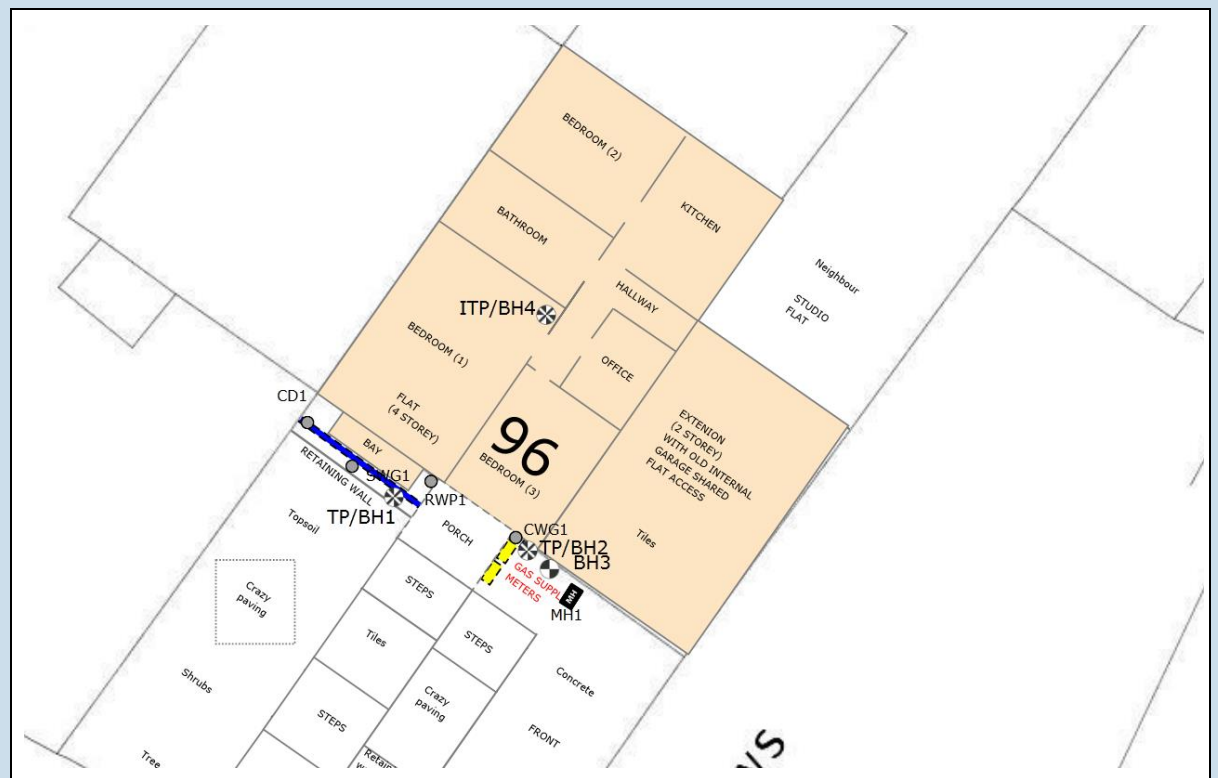 BEDROOM (2)
KITCHEN
BATHROOM
Neighbour
STUDIO
FLAT
HALLWAY
ITP/BH4
BEDROOM (1)
OFFICE
CD1
FLAT
(4 STOREY)
96
BEDROOM (3)
EXTENION
(2 STOREY)
WITH OLD INTERNAL
GARAGE SHARED
FLAT ACCESS
BAY
RETAINING WALL
SWG1
RWP1
TP/BH1
Topsoil
PORCH
CWG1
TP/BH2
BH3
Tiles
GAS SUPPL
METERS
MH
MH1
Crazy
paving
STEPS
Tiles
STEPS
Shrubs
Concrete
Crazy
paving
STEPS
FRONT
Tree